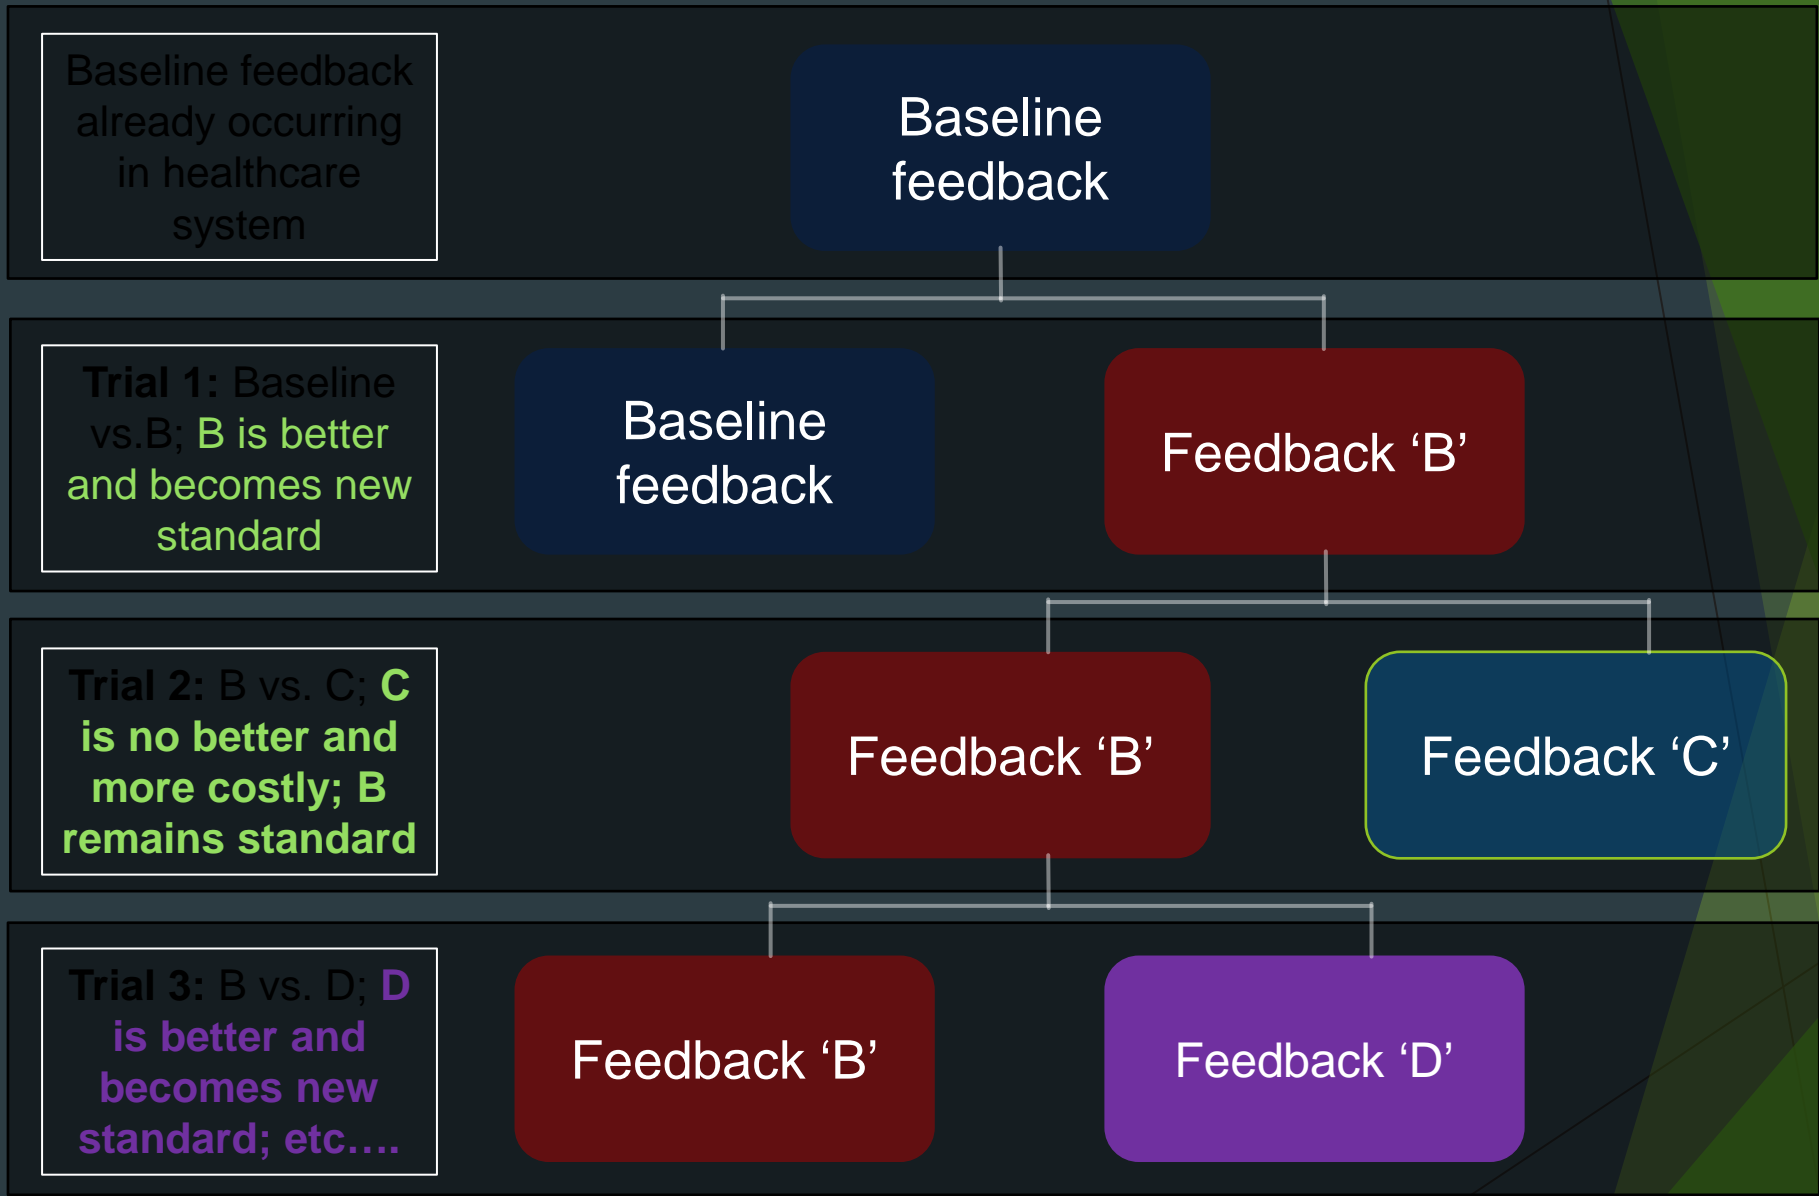 Baseline feedback
already occurring
in healthcare
system
Baseline
feedback
Trial 1: Baseline
vs.B; B is better
and becomes new
standard
Baseline
feedback
Feedback ‘B’
Trial 2: B vs. C; C
is no better and
more costly; B
remains standard
Feedback ‘B’
Feedback ‘C’
Trial 3: B vs. D; D
is better and
becomes new
standard; etc….
Feedback ‘B’
Feedback ‘D’